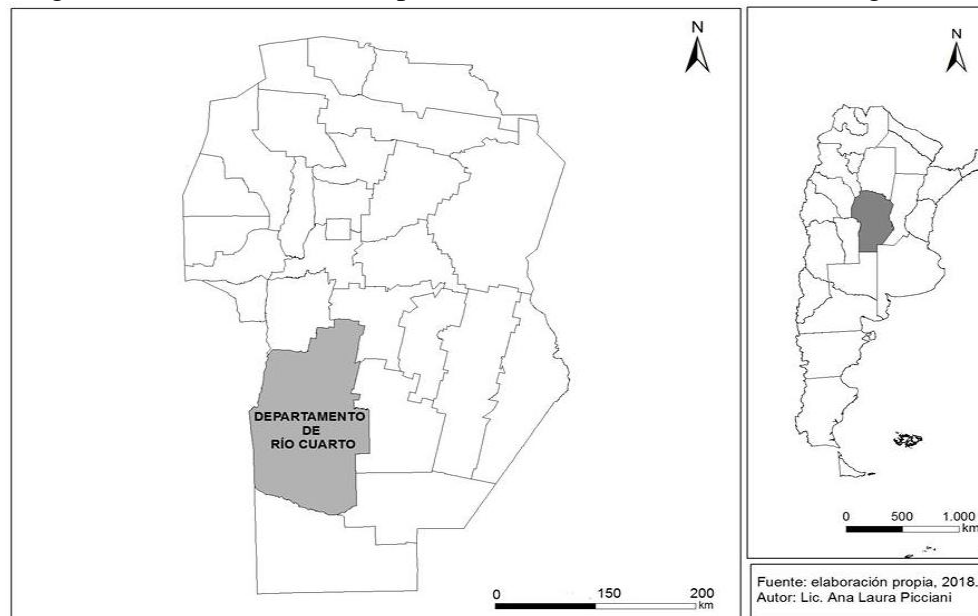 N
DEPARTAMENTO
DE
RÍO CUARTO
0 150 200
km
N
0 500 1.000
km
Fuente: elaboración propia, 2018.
Autor: Lic. Ana Laura Picciani